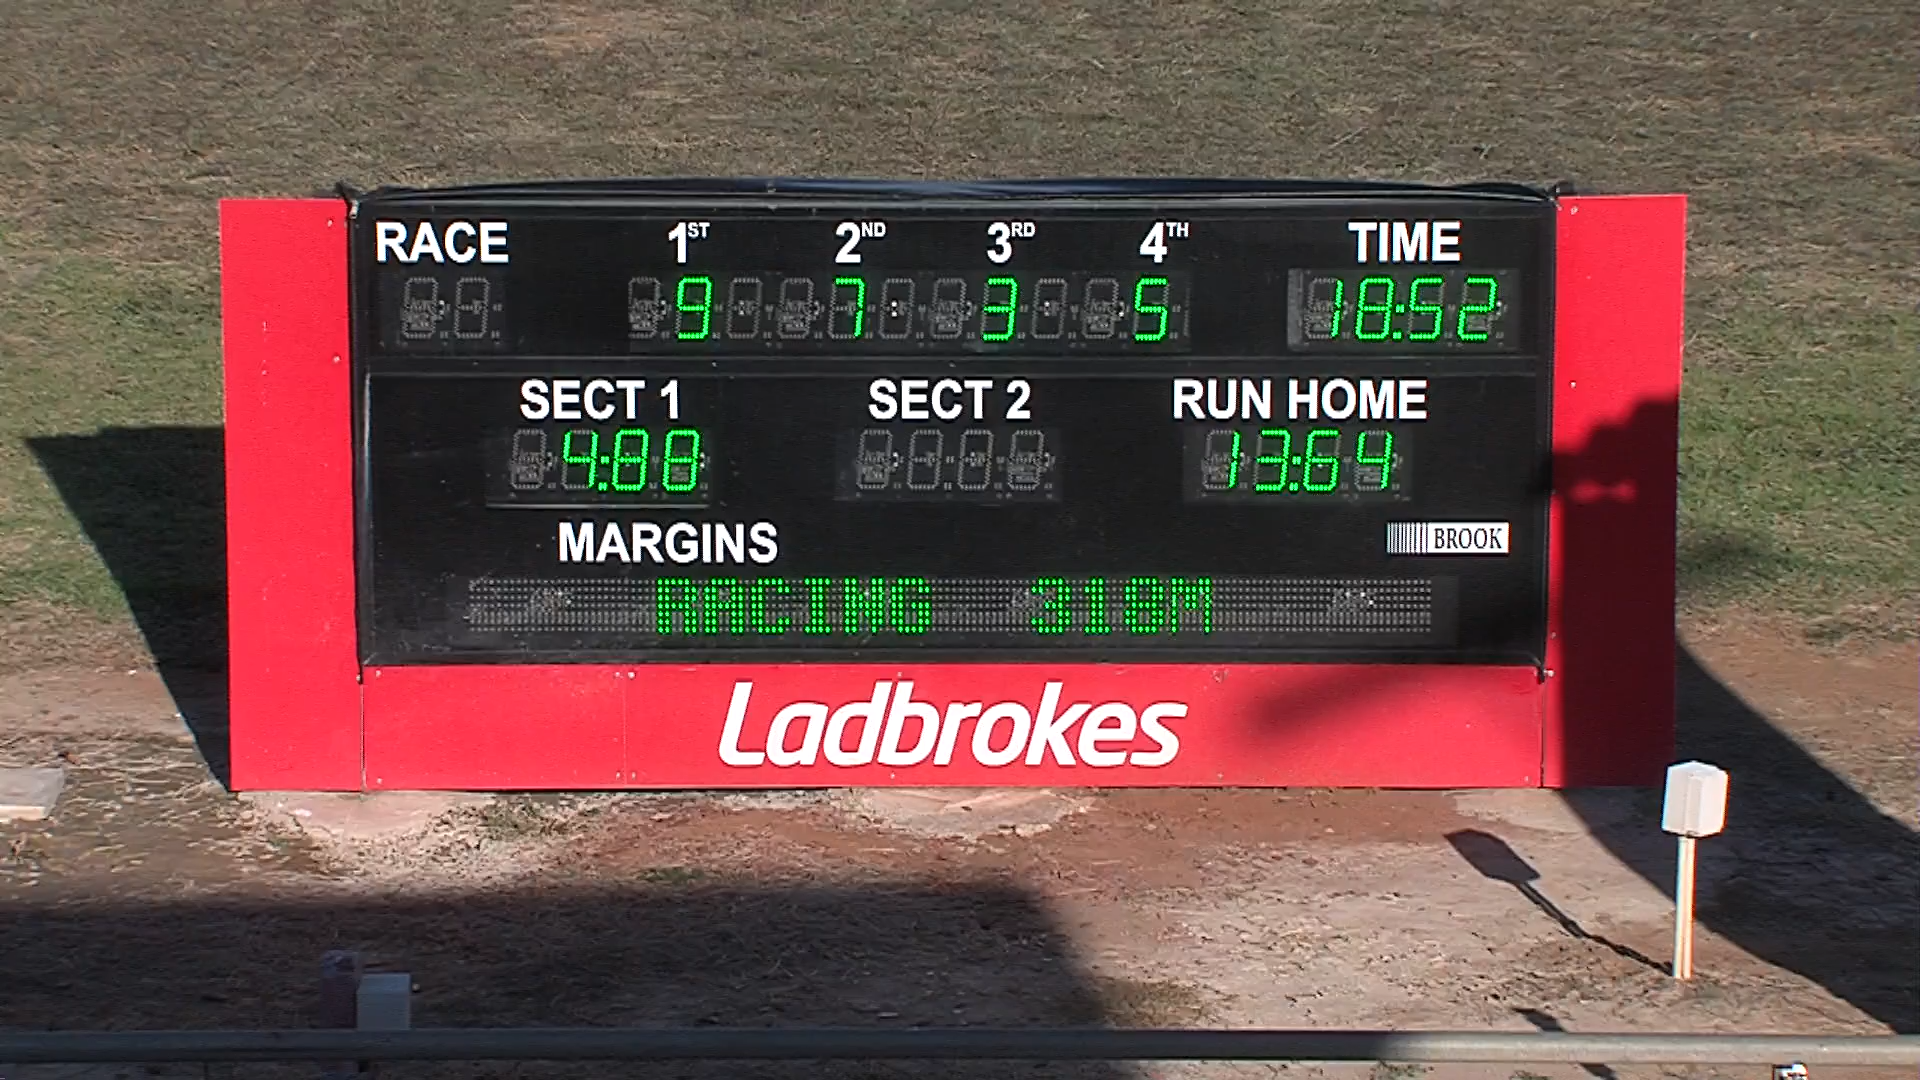 RACE 1ST 2ND 3RD 4TH TIME
9 7 3 5 18:52
SECT 1 SECT 2 RUN HOME
4:88 13:64
MARGINS
BROOK
RACING 318M
Ladbrokes